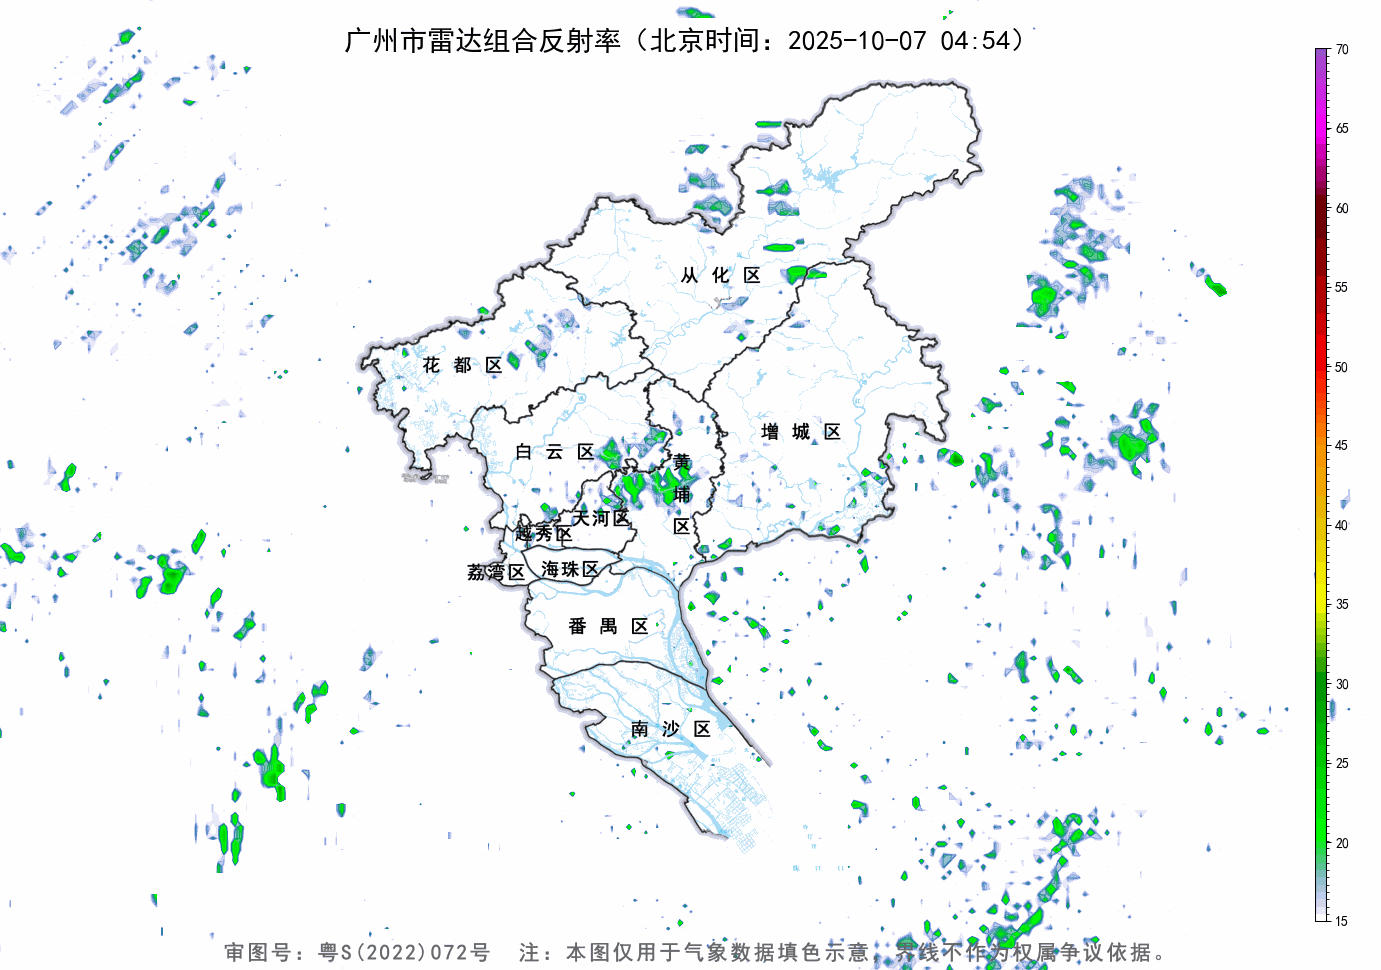 广州市雷达组合反射率（北京时间：2025-10-07 04:54）
70
65
60
55
50
45
40
35
30
25
20
15
从化区
花都区
增城区
白云区
黄埔区
天河区
越秀区
荔湾区
海珠区
番禺区
南沙区
审图号：粤S(2022)072号 注：本图仅用于气象数据填色示意，界线不作为权属争议依据。